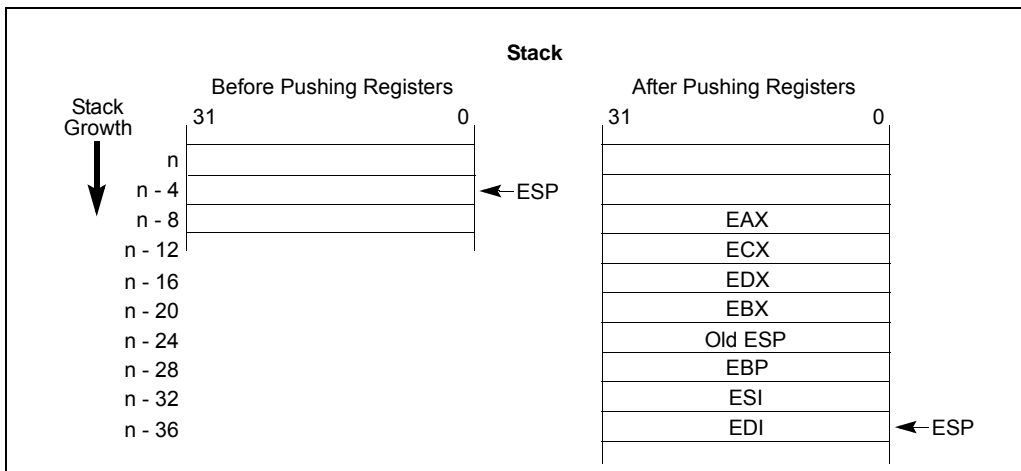 Stack
Before Pushing Registers
After Pushing Registers
Stack
Growth
31 0
31 0
n
n - 4 ESP
n - 8 EAX
n - 12 ECX
n - 16 EDX
n - 20 EBX
n - 24 Old ESP
n - 28 EBP
n - 32 ESI
n - 36 EDI ESP